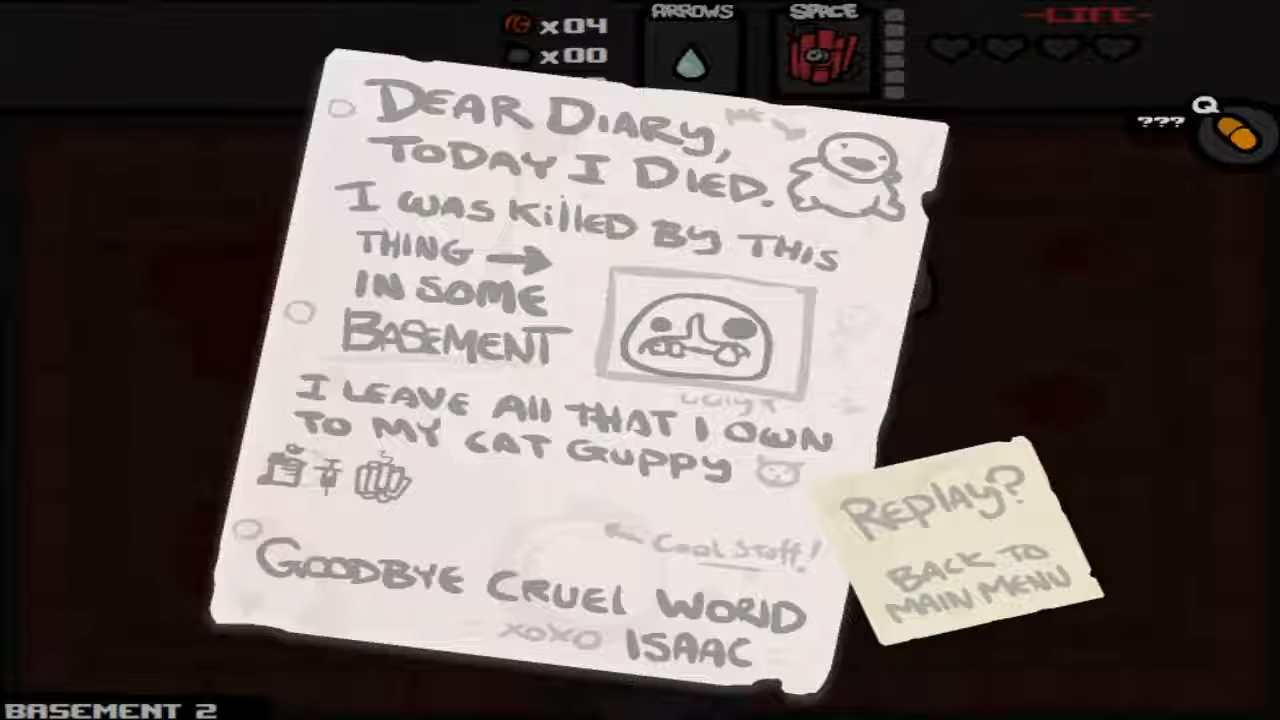 x04
x00
ARROWS
SPACE
-LIFE-
Q
???
DEAR DIARY,
ME
TODAY I DIED.
I WAS KILLED BY THIS
THING
IN SOME
BASEMENT
UGLY
I LEAVE ALL THAT I OWN
TO MY CAT GUPPY
COOL STUFF!
GOODBYE CRUEL WORLD
XOXO ISAAC
REPLAY?
BACK TO
MAIN MENU
BASEMENT 2